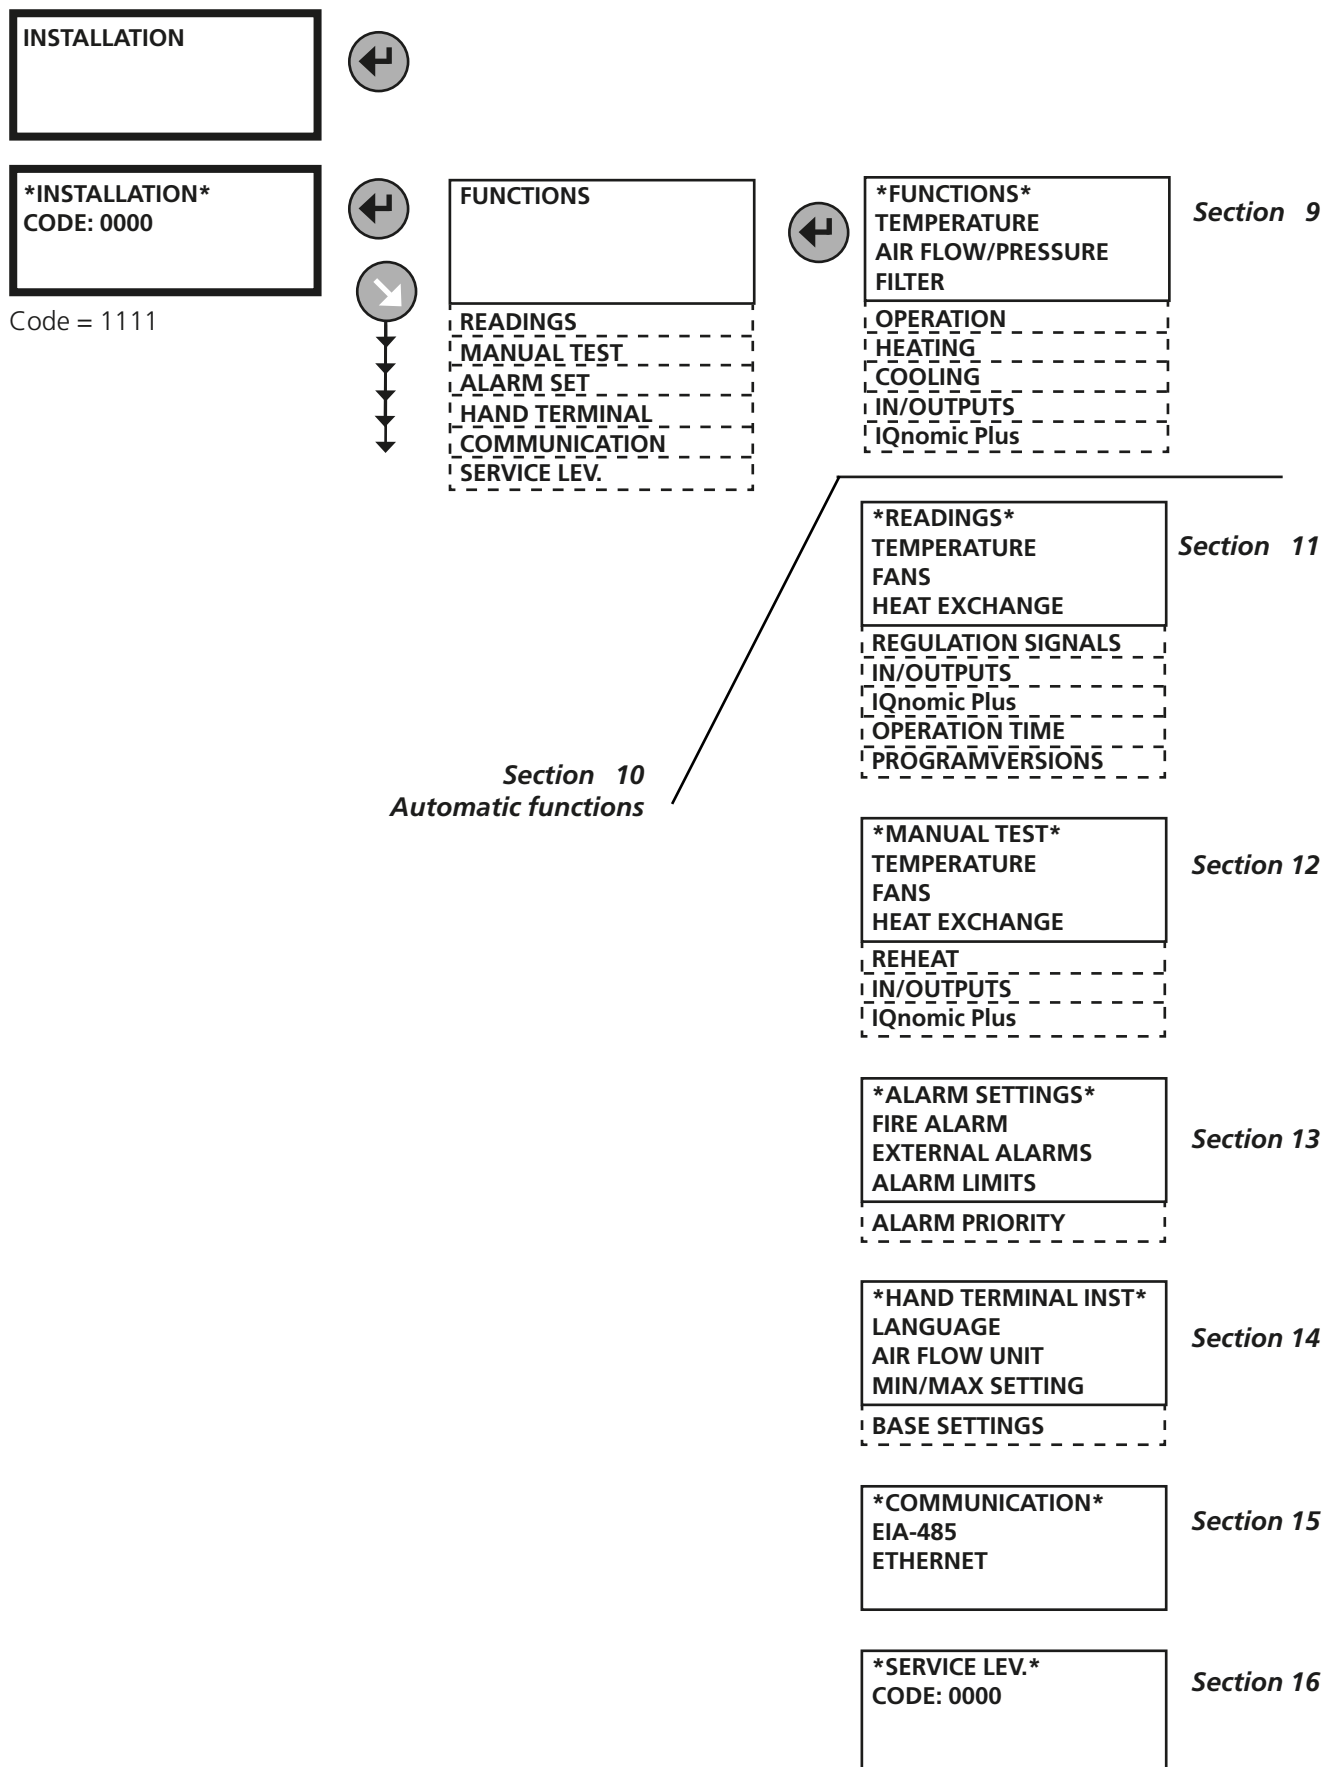 INSTALLATION
*INSTALLATION*
CODE: 0000
Code = 1111
FUNCTIONS
READINGS
MANUAL TEST
ALARM SET
HAND TERMINAL
COMMUNICATION
SERVICE LEV.
*FUNCTIONS*
TEMPERATURE
AIR FLOW/PRESSURE
FILTER
OPERATION
HEATING
COOLING
IN/OUTPUTS
IQnomic Plus
Section 9
Section 10
Automatic functions
*READINGS*
TEMPERATURE
FANS
HEAT EXCHANGE
REGULATION SIGNALS
IN/OUTPUTS
IQnomic Plus
OPERATION TIME
PROGRAMVERSIONS
Section 11
*MANUAL TEST*
TEMPERATURE
FANS
HEAT EXCHANGE
REHEAT
IN/OUTPUTS
IQnomic Plus
Section 12
*ALARM SETTINGS*
FIRE ALARM
EXTERNAL ALARMS
ALARM LIMITS
ALARM PRIORITY
Section 13
*HAND TERMINAL INST*
LANGUAGE
AIR FLOW UNIT
MIN/MAX SETTING
BASE SETTINGS
Section 14
*COMMUNICATION*
EIA-485
ETHERNET
Section 15
*SERVICE LEV.*
CODE: 0000
Section 16